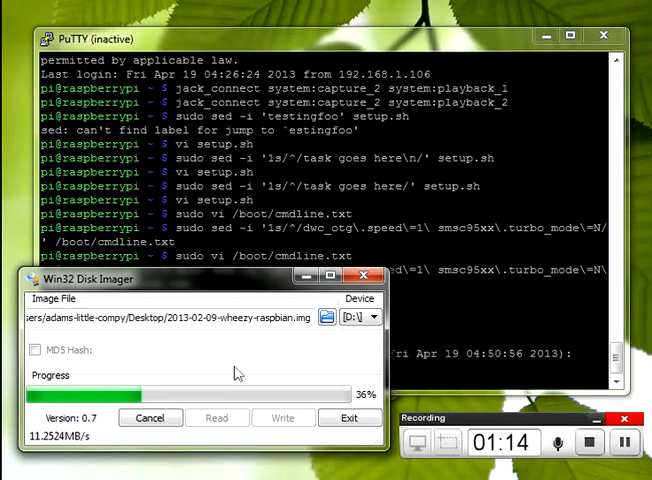 PuTTY (inactive)
permitted by applicable law.
Last login: Fri Apr 19 04:26:24 2013 from 192.168.1.106
pi@raspberrypi ~ $ jack_connect system:capture_2 system:playback_1
pi@raspberrypi ~ $ jack_connect system:capture_2 system:playback_2
pi@raspberrypi ~ $ sudo sed -i 'testingfoo' setup.sh
sed: can't find label for jump to `estingfoo'
pi@raspberrypi ~ $ vi setup.sh
pi@raspberrypi ~ $ sudo sed -i '1s/^/task goes here\n/' setup.sh
pi@raspberrypi ~ $ vi setup.sh
pi@raspberrypi ~ $ sudo sed -i '1s/^/task goes here/' setup.sh
pi@raspberrypi ~ $ vi setup.sh
pi@raspberrypi ~ $ sudo vi /boot/cmdline.txt
pi@raspberrypi ~ $ sudo sed -i '1s/^/dwc_otg\.speed\=1\ smsc95xx\.turbo_mode\=N/
' /boot/cmdline.txt
pi@raspberrypi ~ $ sudo vi /boot/cmdline.txt
=1\ smsc95xx\.turbo_mode\=N\
Fri Apr 19 04:50:56 2013):
Win32 Disk Imager
Image File
Device
sers/adams-little-compy/Desktop/2013-02-09-wheezy-raspbian.img
[D:\]
MD5 Hash:
Progress
36%
Version: 0.7
Cancel
Read
Write
Exit
11.2524MB/s
Recording
01:14